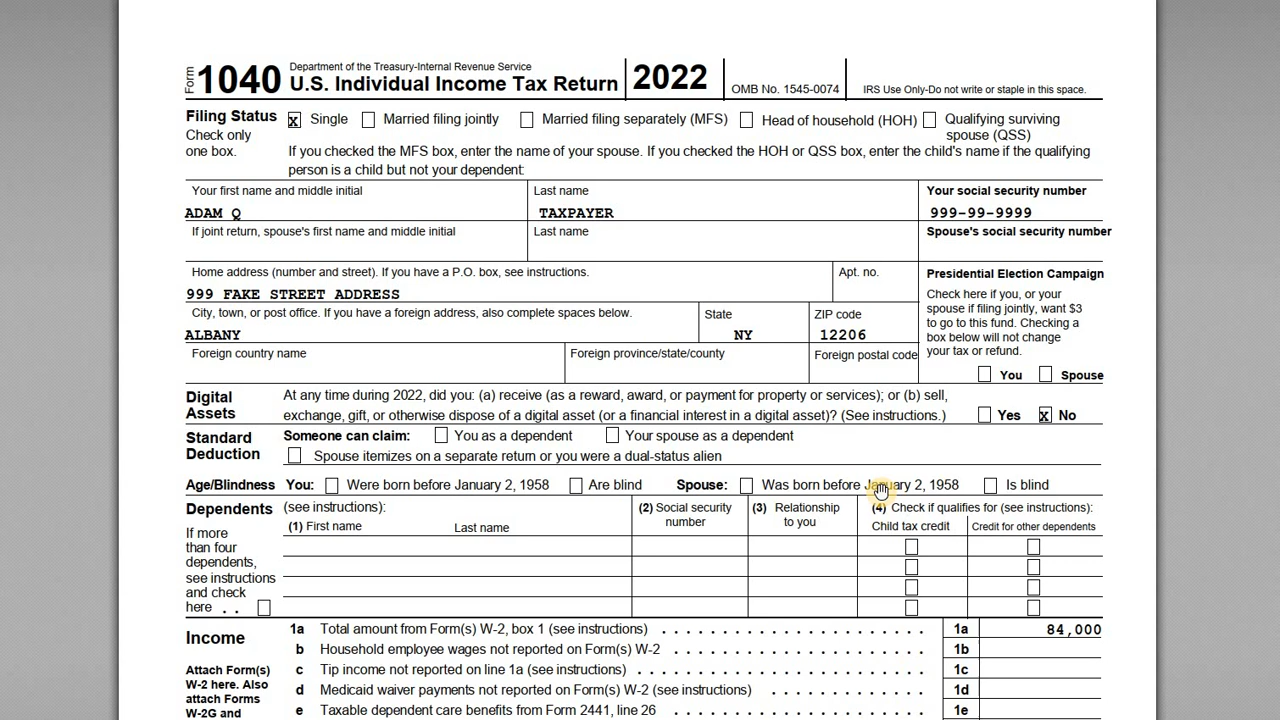 Form 1040 Department of the Treasury-Internal Revenue Service
U.S. Individual Income Tax Return 2022 OMB No. 1545-0074 IRS Use Only-Do not write or staple in this space.
Filing Status x Single Married filing jointly Married filing separately (MFS) Head of household (HOH) Qualifying surviving spouse (QSS)
Check only
one box.
If you checked the MFS box, enter the name of your spouse. If you checked the HOH or QSS box, enter the child's name if the qualifying
person is a child but not your dependent:
Your first name and middle initial Last name Your social security number
ADAM Q TAXPAYER 999-99-9999
If joint return, spouse's first name and middle initial Last name Spouse's social security number
Home address (number and street). If you have a P.O. box, see instructions. Apt. no.
999 FAKE STREET ADDRESS
City, town, or post office. If you have a foreign address, also complete spaces below. State ZIP code
ALBANY NY 12206
Foreign country name Foreign province/state/county Foreign postal code
Presidential Election Campaign
Check here if you, or your
spouse if filing jointly, want $3
to go to this fund. Checking a
box below will not change
your tax or refund.
You Spouse
Digital
Assets
At any time during 2022, did you: (a) receive (as a reward, award, or payment for property or services); or (b) sell,
exchange, gift, or otherwise dispose of a digital asset (or a financial interest in a digital asset)? (See instructions.) Yes x No
Standard
Deduction
Someone can claim: You as a dependent Your spouse as a dependent
Spouse itemizes on a separate return or you were a dual-status alien
Age/Blindness You: Were born before January 2, 1958 Are blind Spouse: Was born before January 2, 1958 Is blind
Dependents (see instructions): (2) Social security number (3) Relationship to you (4) Check if qualifies for (see instructions):
(1) First name Last name Child tax credit Credit for other dependents
If more
than four
dependents,
see instructions
and check
here . .
Income 1a Total amount from Form(s) W-2, box 1 (see instructions) 1a 84,000
b Household employee wages not reported on Form(s) W-2 1b
c Tip income not reported on line 1a (see instructions) 1c
d Medicaid waiver payments not reported on Form(s) W-2 (see instructions) 1d
e Taxable dependent care benefits from Form 2441, line 26 1e
Attach Form(s)
W-2 here. Also
attach Forms
W-2G and